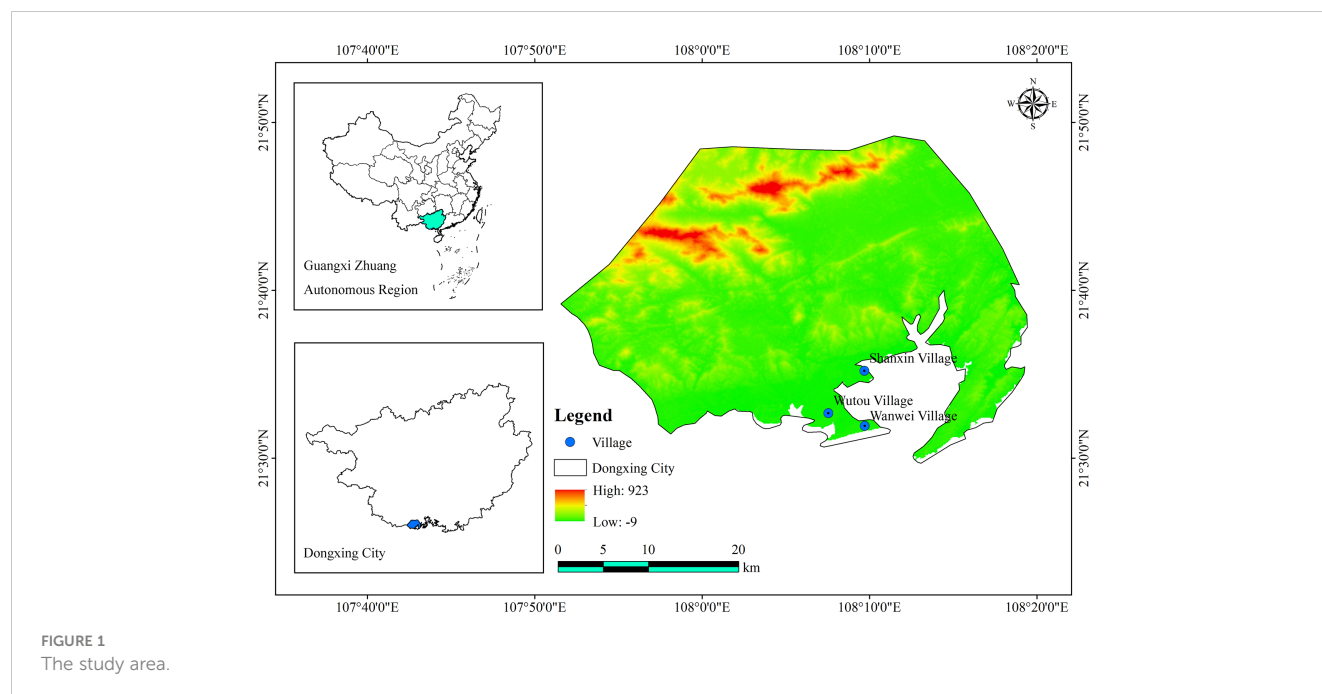 107°40'0"E 107°50'0"E 108°0'0"E 108°10'0"E 108°20'0"E
21°50'0"N
21°40'0"N
21°30'0"N
21°50'0"N
21°40'0"N
21°30'0"N
N
W E
S
Guangxi Zhuang
Autonomous Region
Dongxing City
Shanxin Village
Wutou Village
Wanwei Village
Legend
Village
Dongxing City
High: 923
Low: -9
0 5 10 20
km
107°40'0"E 107°50'0"E 108°0'0"E 108°10'0"E 108°20'0"E
FIGURE 1
The study area.